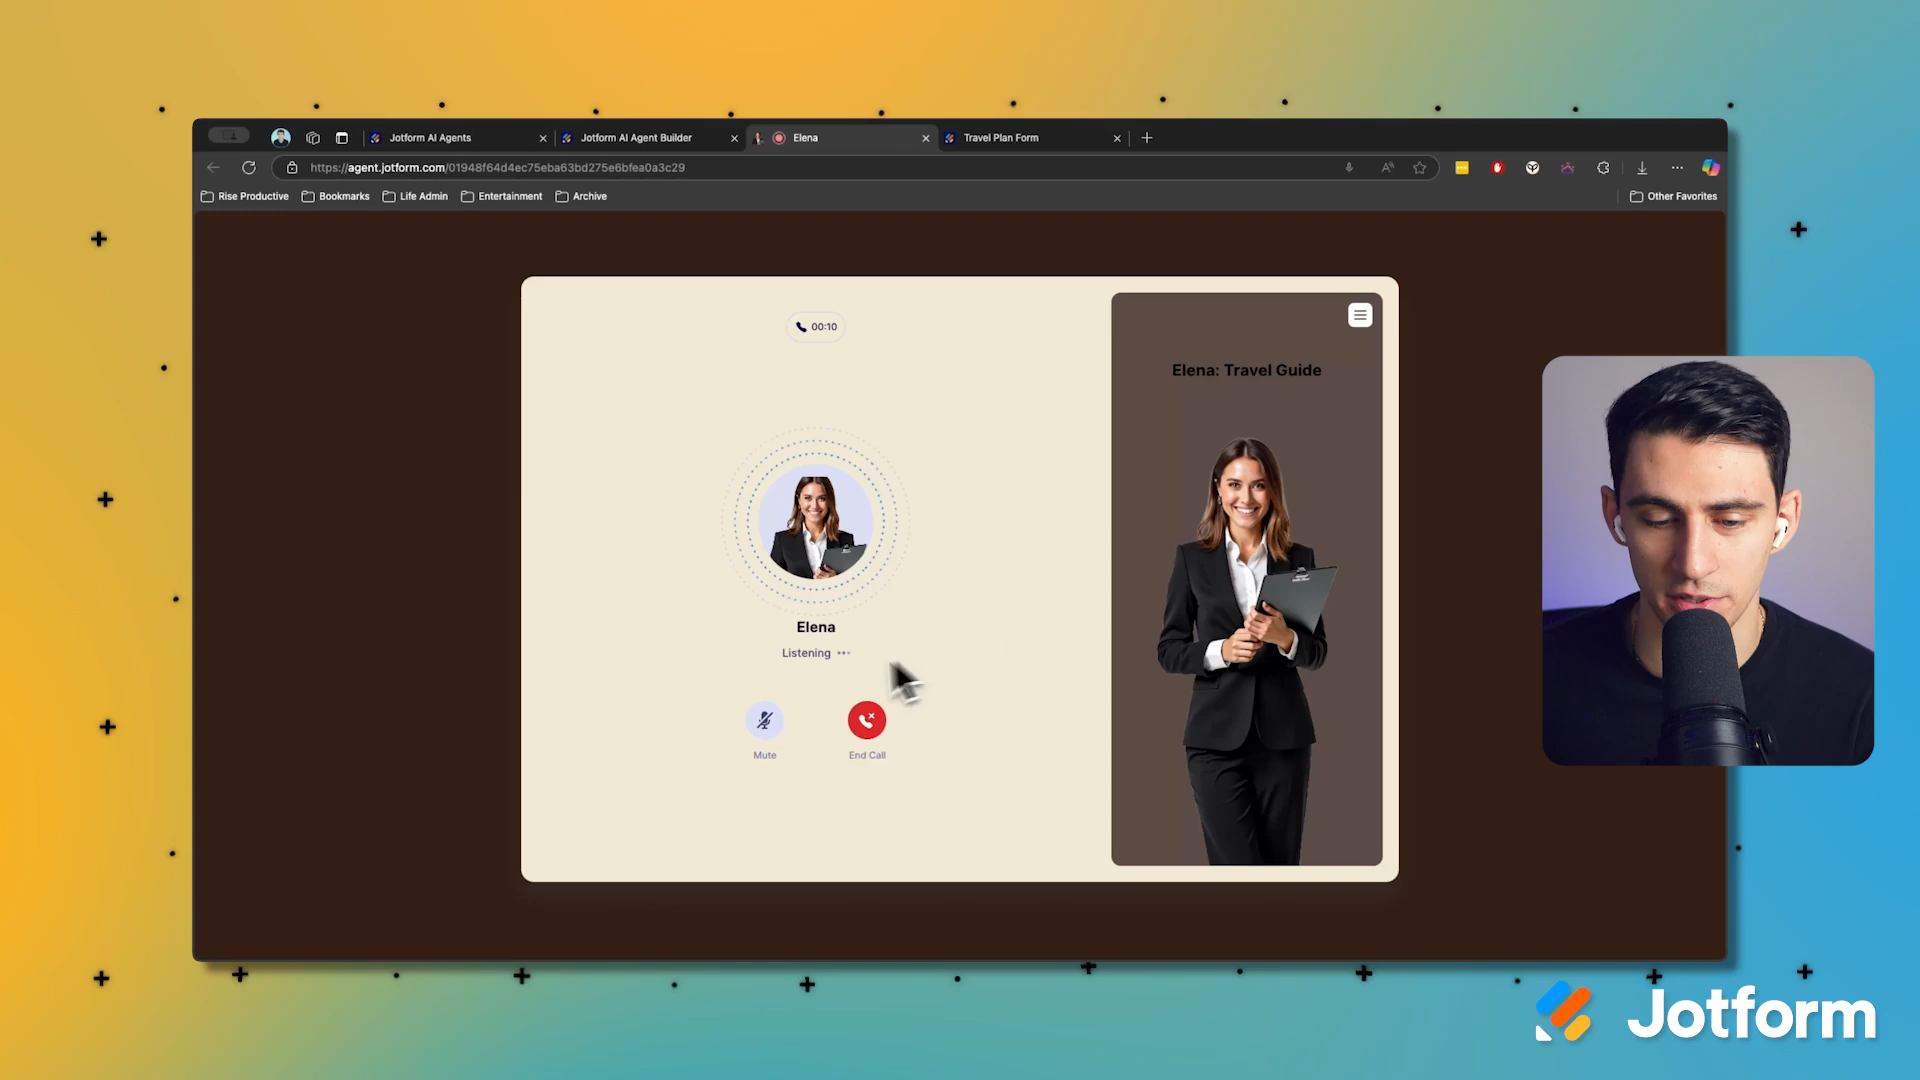 Jotform AI Agents
Jotform AI Agent Builder
Elena
Travel Plan Form
https://agent.jotform.com/01948f64d4ec75eba63bd275e6bfea0a3c29
Rise Productive
Bookmarks
Life Admin
Entertainment
Archive
Other Favorites
00:10
Elena: Travel Guide
Elena
Listening
Mute
End Call
Jotform